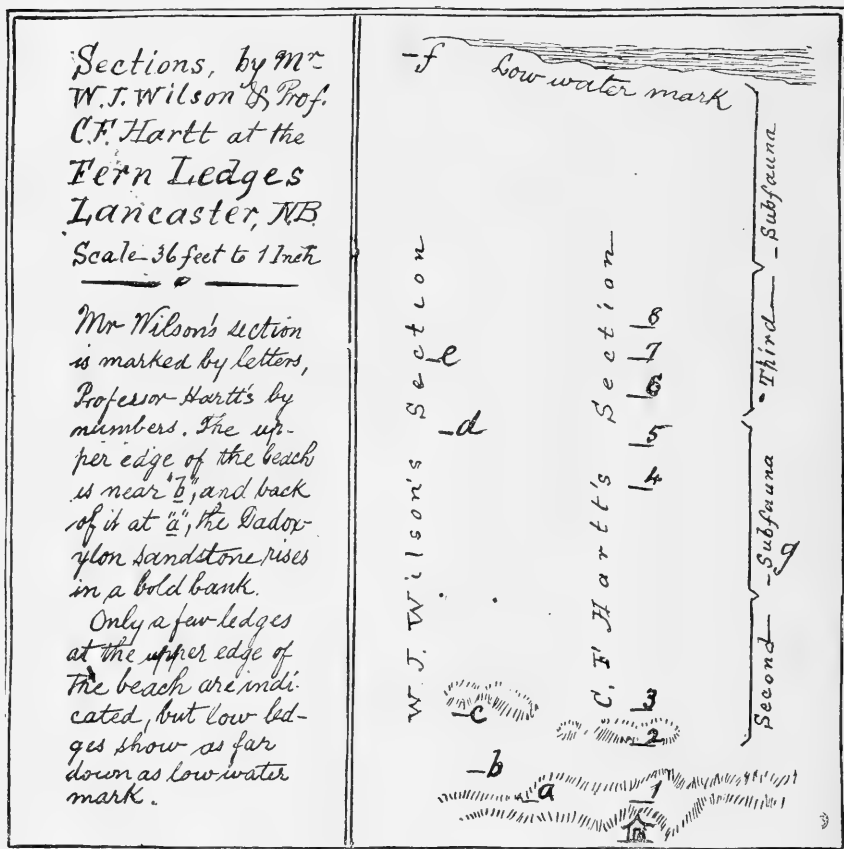 Sections, by Mr
W.J. Wilson & Prof.
C.F. Hartt at the
Fern Ledges
Lancaster, N.B.
Scale 36 feet to 1 Inch
Mr Wilson's section
is marked by letters,
Professor Hartt's by
numbers. The up-
per edge of the beach
is near "b", and back
of it at "a", the Dadox-
ylon sandstone rises
in a bold bank.
Only a few ledges
at the upper edge of
the beach are indi-
cated, but low led-
ges show as far
down as low water
mark.
f
Low water mark
W. J. Wilson's Section
e
d
c
b
a
C. F Hartt's Section
8
7
6
5
4
3
2
1
Third - Subfauna
Second - Subfauna
g